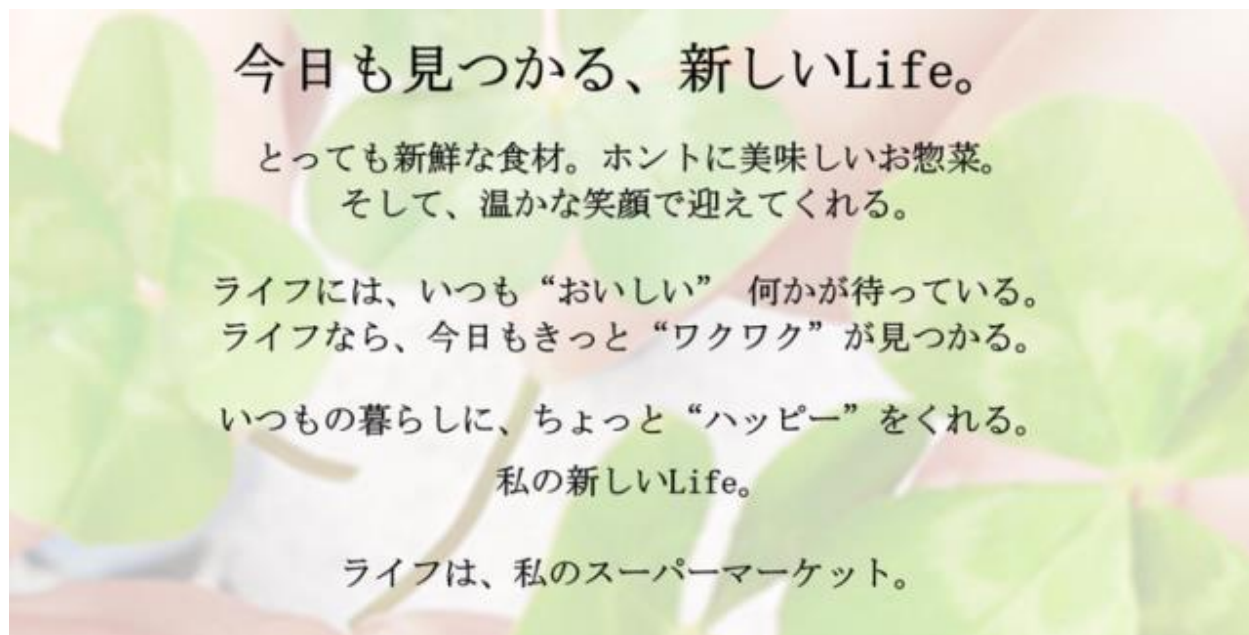 今日も見つかる、新しいLife。
とっても新鮮な食材。ホントに美味しいお惣菜。
そして、温かな笑顔で迎えてくれる。
ライフには、いつも“おいしい” 何かが待っている。
ライフなら、今日もきっと“ワクワク”が見つかる。
いつもの暮らしに、ちょっと“ハッピー”をくれる。
私の新しいLife。
ライフは、私のスーパーマーケット。